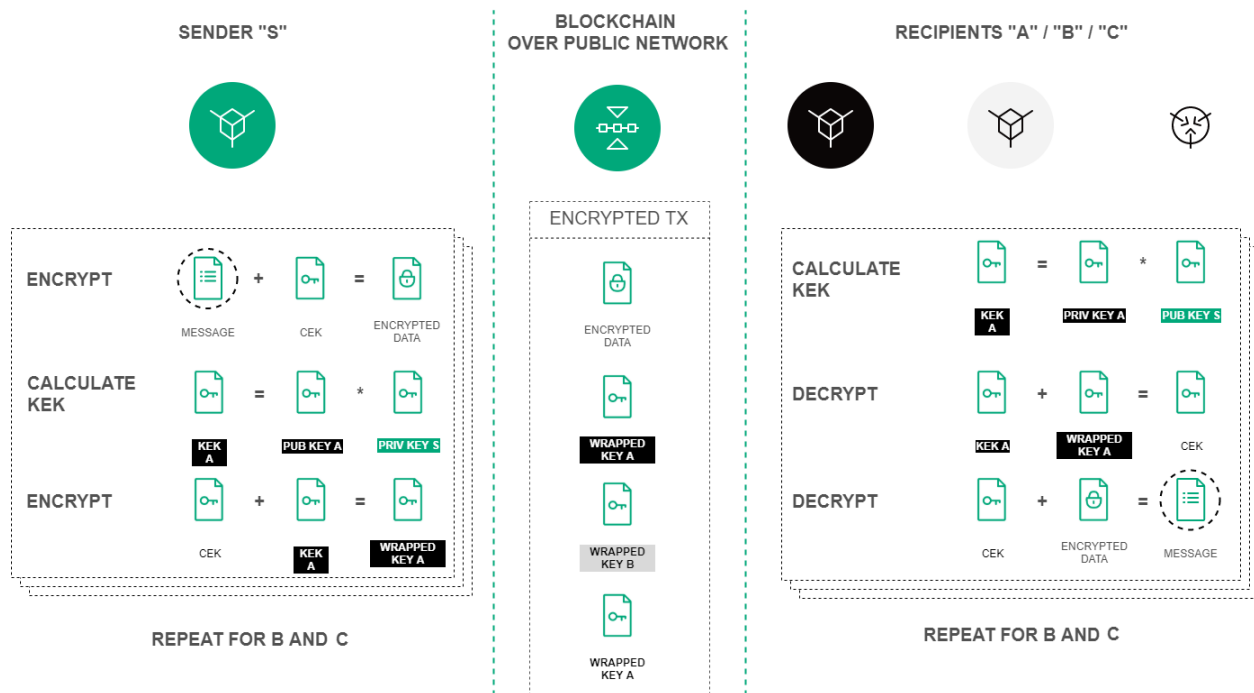 SENDER "S"
BLOCKCHAIN
OVER PUBLIC NETWORK
RECIPIENTS "A" / "B" / "C"
ENCRYPT
+
=
MESSAGE
CEK
ENCRYPTED
DATA
CALCULATE
KEK
=
*
KEK
A
PUB KEY A
PRIV KEY S
ENCRYPT
+
=
CEK
KEK
A
WRAPPED
KEY A
REPEAT FOR B AND C
ENCRYPTED TX
ENCRYPTED
DATA
WRAPPED
KEY A
WRAPPED
KEY B
WRAPPED
KEY A
CALCULATE
KEK
=
*
KEK
A
PRIV KEY A
PUB KEY S
DECRYPT
+
=
KEK A
WRAPPED
KEY A
CEK
DECRYPT
+
=
CEK
ENCRYPTED
DATA
MESSAGE
REPEAT FOR B AND C